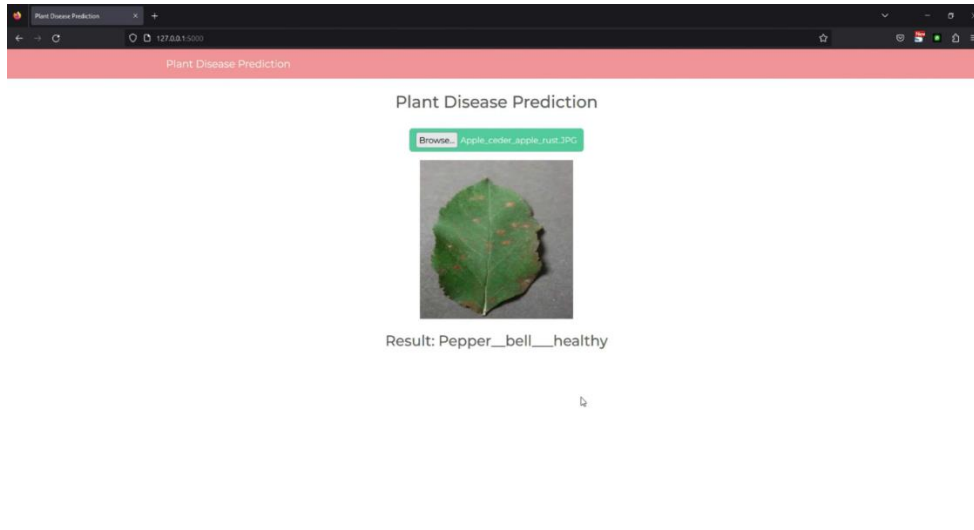 Plant Disease Prediction
127.0.0.1:5000
New
Plant Disease Prediction
Plant Disease Prediction
Browse... Apple_ceder_apple_rust.JPG
Result: Pepper__bell___healthy